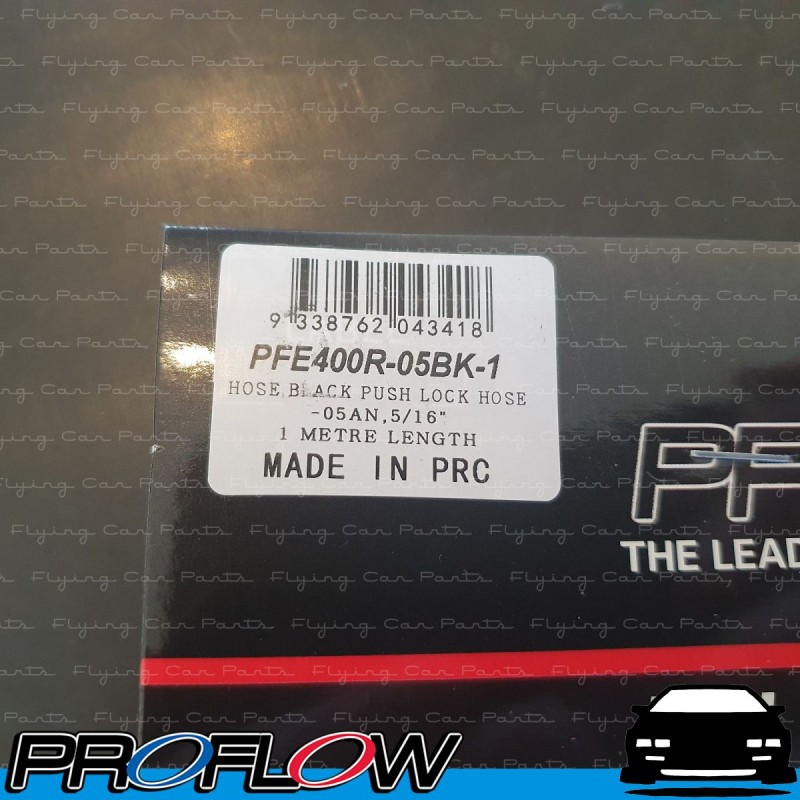 Flying Car Parts
9 338762 043418
PFE400R-05BK-1
HOSE,BLACK PUSH LOCK HOSE
-05AN,5/16"
1 METRE LENGTH
MADE IN PRC
THE LEAD
PROFLOW